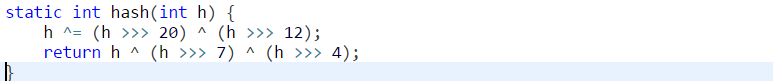 static int hash(int h) {
    h ^= (h >>> 20) ^ (h >>> 12);
    return h ^ (h >>> 7) ^ (h >>> 4);
}